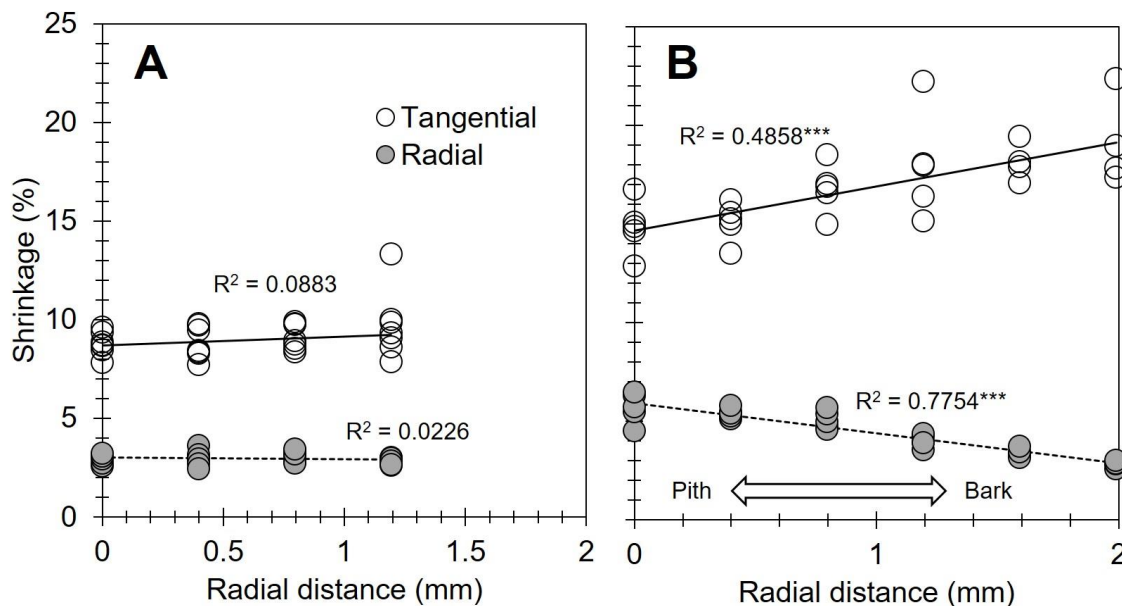 A
B
25
20
15
10
5
0
Shrinkage (%)
Tangential
Radial
R² = 0.0883
R² = 0.0226
0 0.5 1 1.5 2
Radial distance (mm)
R² = 0.4858***
R² = 0.7754***
Pith Bark
0 1 2
Radial distance (mm)